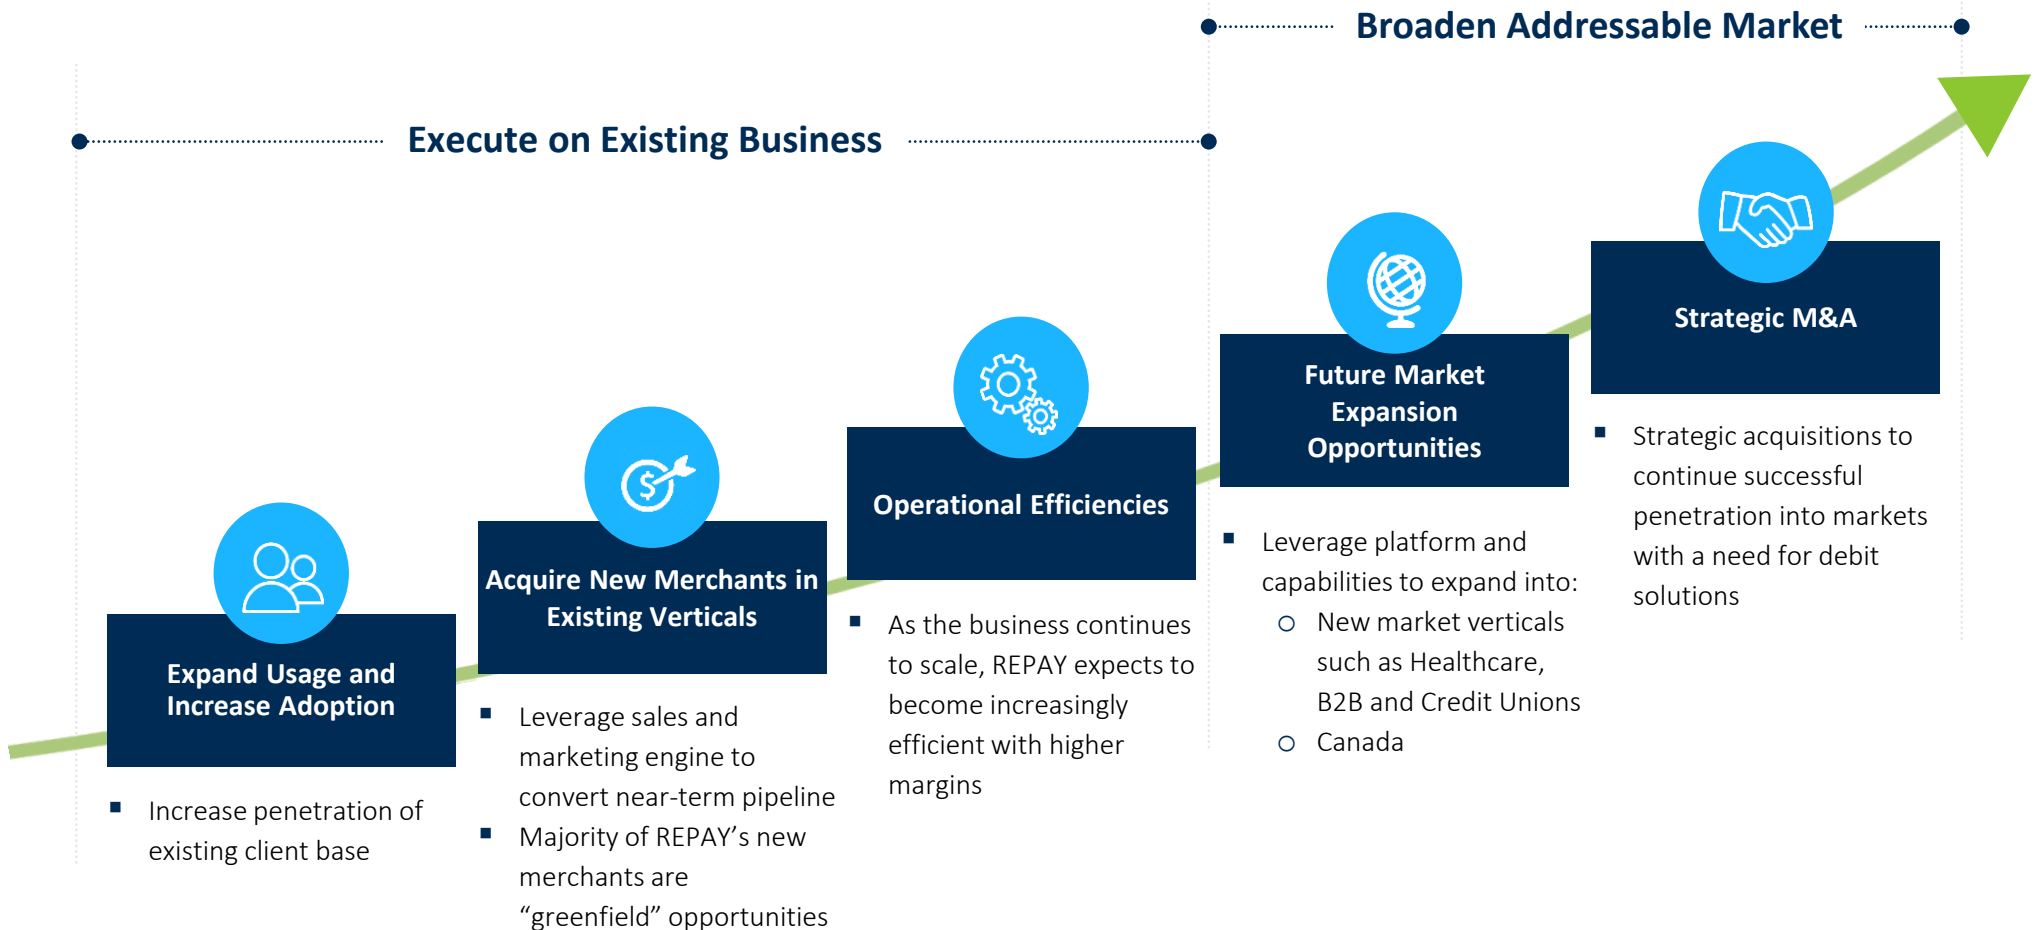 Broaden Addressable Market
Execute on Existing Business
Expand Usage and
Increase Adoption
▪ Increase penetration of
existing client base
$
Acquire New Merchants in
Existing Verticals
▪ Leverage sales and
marketing engine to
convert near-term pipeline
▪ Majority of REPAY’s new
merchants are
“greenfield” opportunities
Operational Efficiencies
▪ As the business continues
to scale, REPAY expects to
become increasingly
efficient with higher
margins
Future Market
Expansion
Opportunities
▪ Leverage platform and
capabilities to expand into:
o New market verticals
such as Healthcare,
B2B and Credit Unions
o Canada
Strategic M&A
▪ Strategic acquisitions to
continue successful
penetration into markets
with a need for debit
solutions